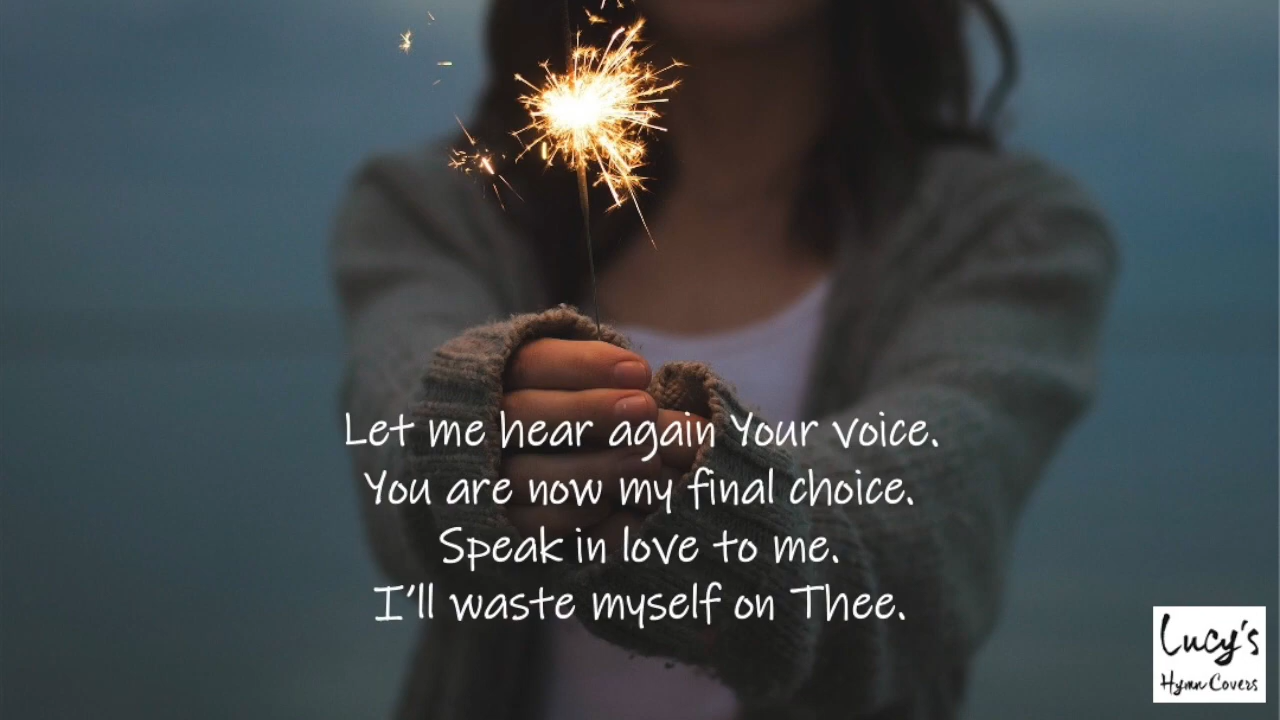 Let me hear again Your voice.
You are now my final choice.
Speak in love to me.
I'll waste myself on Thee.
Lucy's
Hymn Covers